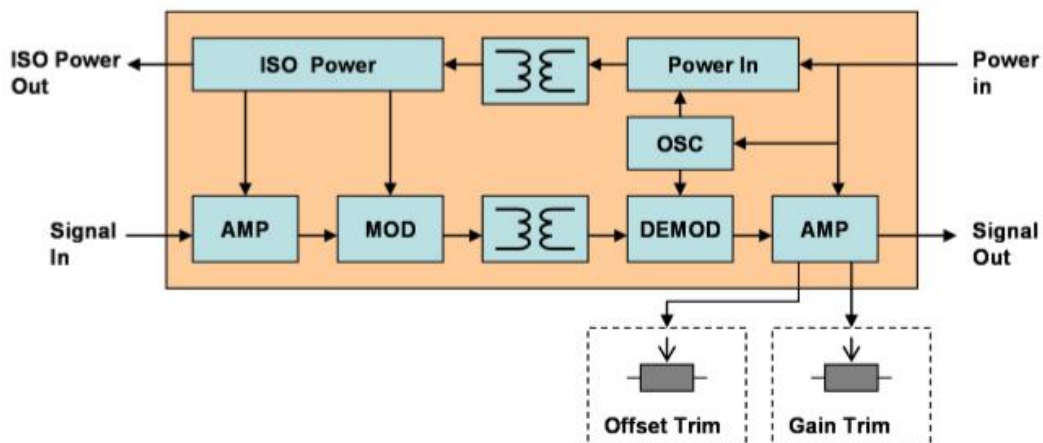 ISO Power
Out
ISO Power
Power In
Power
in
OSC
Signal
In
AMP
MOD
DEMOD
AMP
Signal
Out
Offset Trim
Gain Trim